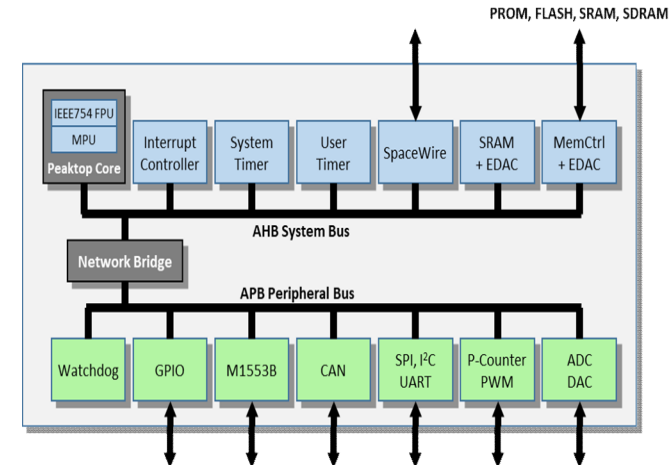 PROM, FLASH, SRAM, SDRAM
IEEE754 FPU
MPU
Peaktop Core
Interrupt
Controller
System
Timer
User
Timer
SpaceWire
SRAM
+ EDAC
MemCtrl
+ EDAC
AHB System Bus
Network Bridge
APB Peripheral Bus
Watchdog
GPIO
M1553B
CAN
SPI, I²C
UART
P-Counter
PWM
ADC
DAC